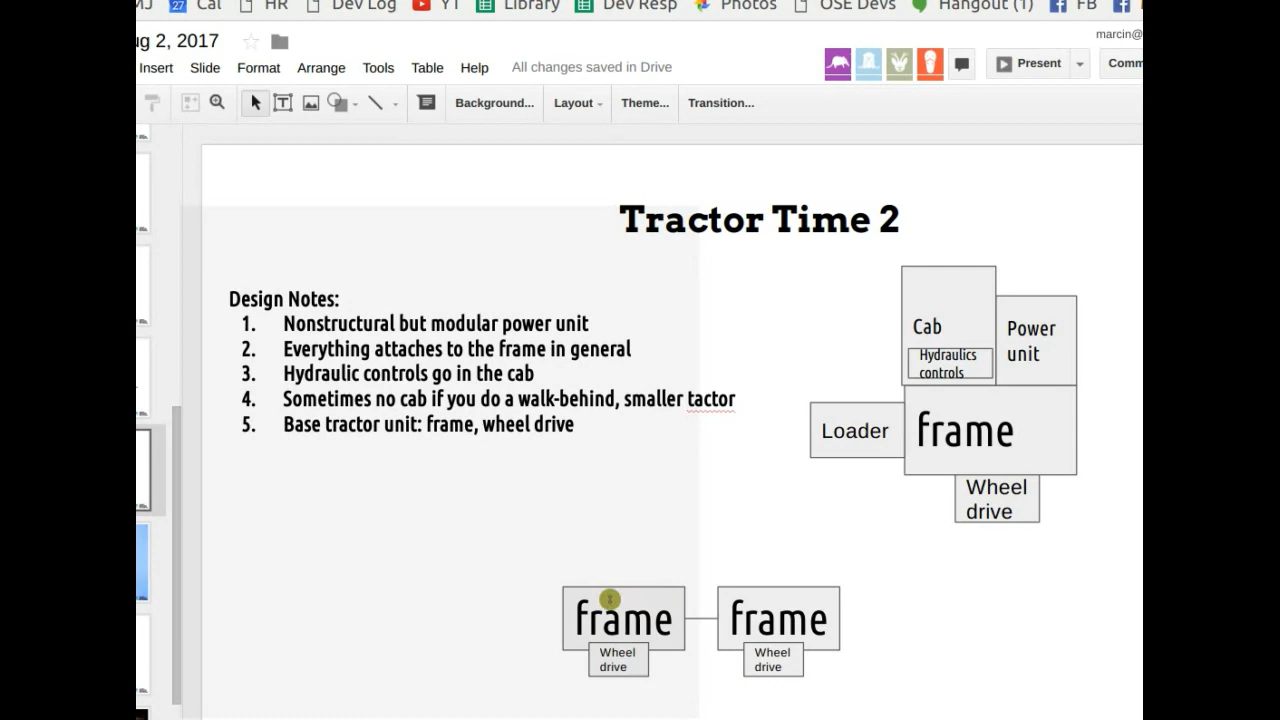 Cal
27
HR
Dev Log
YT
Library
Dev Resp
Photos
OSE Devs
Hangout (1)
FB
ug 2, 2017
marcin@
Insert Slide Format Arrange Tools Table Help All changes saved in Drive
Present
Comm
Background... Layout Theme... Transition...
Tractor Time 2
Design Notes:
1. Nonstructural but modular power unit
2. Everything attaches to the frame in general
3. Hydraulic controls go in the cab
4. Sometimes no cab if you do a walk-behind, smaller tactor
5. Base tractor unit: frame, wheel drive
Cab
Hydraulics
controls
Power
unit
Loader
frame
Wheel
drive
frame
Wheel
drive
frame
Wheel
drive